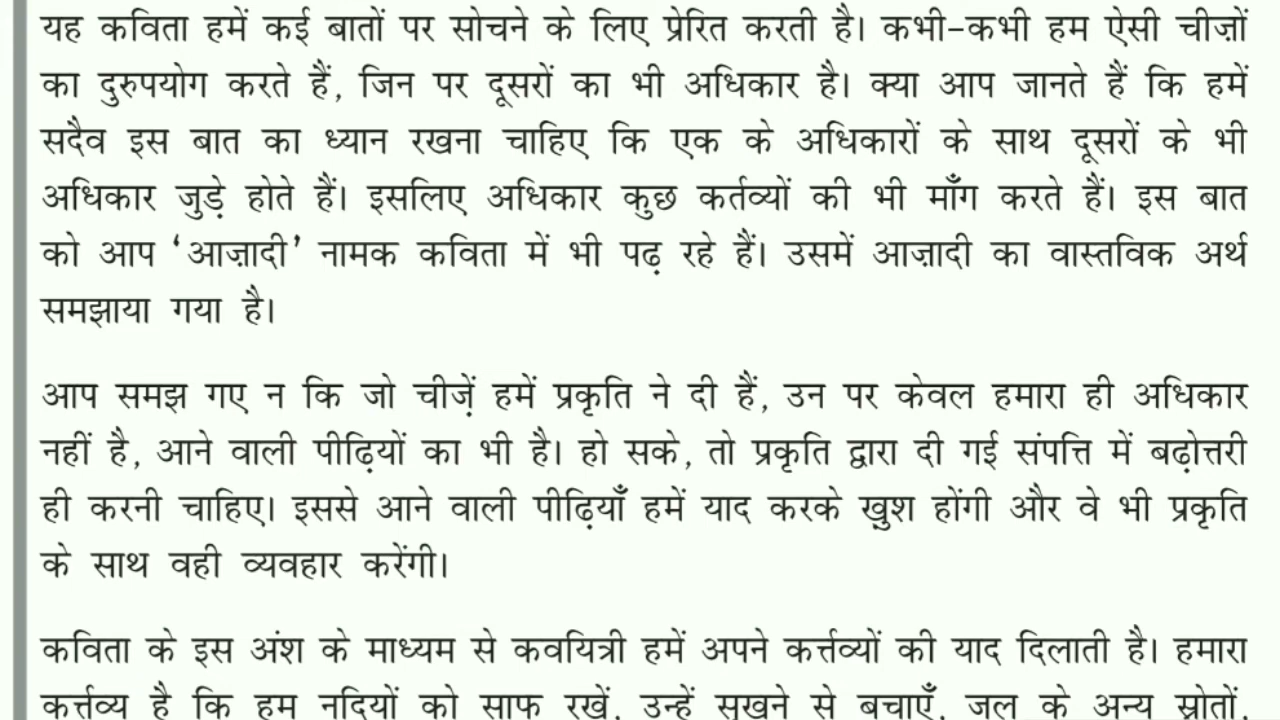 यह कविता हमें कई बातों पर सोचने के लिए प्रेरित करती है। कभी-कभी हम ऐसी चीज़ों
का दुरुपयोग करते हैं, जिन पर दूसरों का भी अधिकार है। क्या आप जानते हैं कि हमें
सदैव इस बात का ध्यान रखना चाहिए कि एक के अधिकारों के साथ दूसरों के भी
अधिकार जुड़े होते हैं। इसलिए अधिकार कुछ कर्तव्यों की भी माँग करते हैं। इस बात
को आप ‘आज़ादी’ नामक कविता में भी पढ़ रहे हैं। उसमें आज़ादी का वास्तविक अर्थ
समझाया गया है।
आप समझ गए न कि जो चीज़ें हमें प्रकृति ने दी हैं, उन पर केवल हमारा ही अधिकार
नहीं है, आने वाली पीढ़ियों का भी है। हो सके, तो प्रकृति द्वारा दी गई संपत्ति में बढ़ोत्तरी
ही करनी चाहिए। इससे आने वाली पीढ़ियाँ हमें याद करके ख़ुश होंगी और वे भी प्रकृति
के साथ वही व्यवहार करेंगी।
कविता के इस अंश के माध्यम से कवयित्री हमें अपने कर्त्तव्यों की याद दिलाती है। हमारा
कर्त्तव्य है कि हम नदियों को साफ़ रखें, उन्हें सूखने से बचाएँ, जल के अन्य स्रोतों,